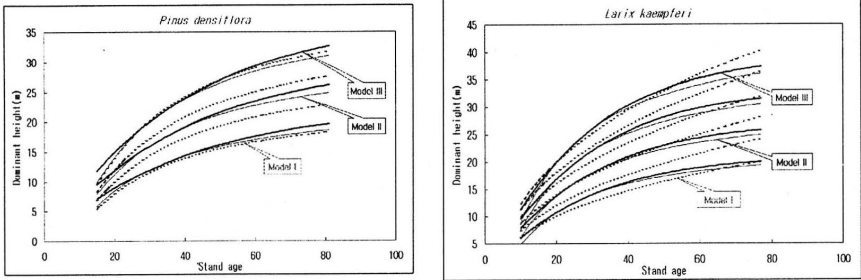 Pinus densiflora
Dominant height(m)
35
30
25
20
15
10
5
0
Model III
Model II
Model I
0
20
40
60
80
100
Stand age
Larix kaempferi
Dominant height(m)
45
40
35
30
25
20
15
10
5
Model III
Model II
Model I
0
20
40
60
80
100
Stand age